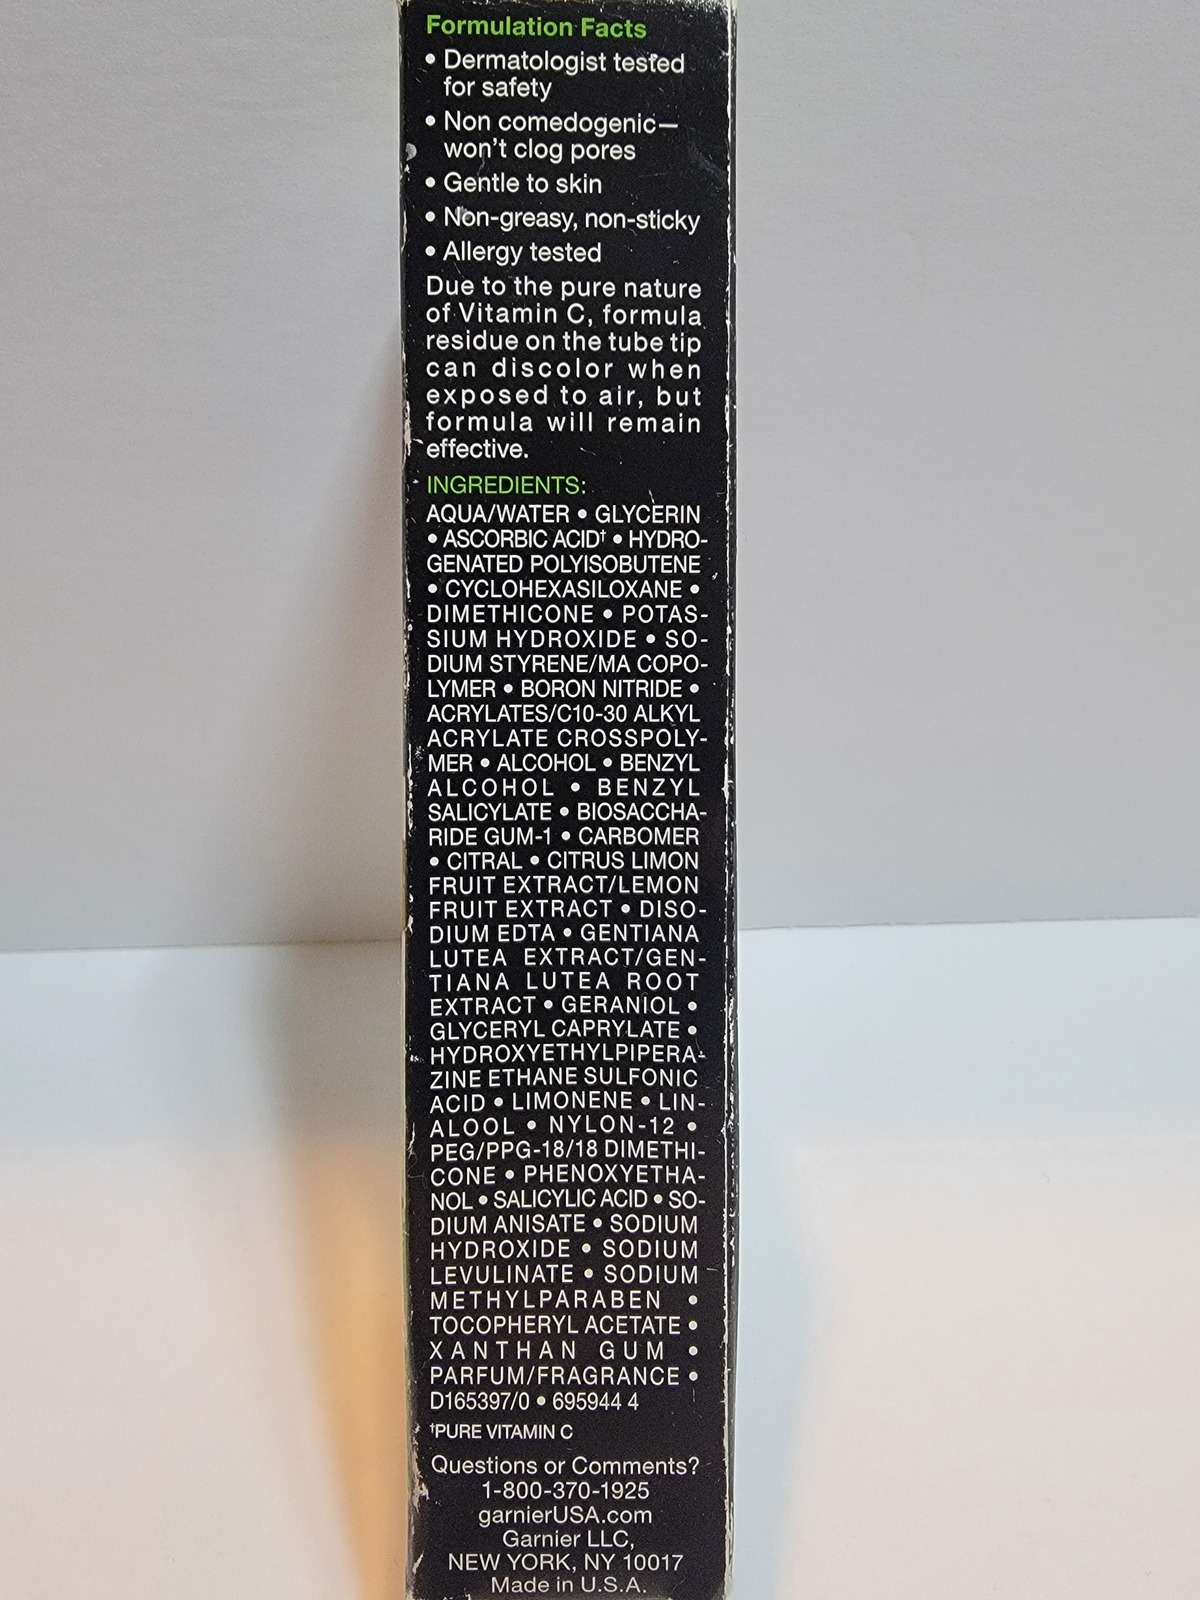 Formulation Facts
• Dermatologist tested
for safety
• Non comedogenic—
won't clog pores
• Gentle to skin
• Non-greasy, non-sticky
• Allergy tested
Due to the pure nature
of Vitamin C, formula
residue on the tube tip
can discolor when
exposed to air, but
formula will remain
effective.
INGREDIENTS:
AQUA/WATER • GLYCERIN
• ASCORBIC ACID† • HYDRO-
GENATED POLYISOBUTENE
• CYCLOHEXASILOXANE •
DIMETHICONE • POTAS-
SIUM HYDROXIDE • SO-
DIUM STYRENE/MA COPO-
LYMER • BORON NITRIDE •
ACRYLATES/C10-30 ALKYL
ACRYLATE CROSSPOLY-
MER • ALCOHOL • BENZYL
ALCOHOL • BENZYL
SALICYLATE • BIOSACCHA-
RIDE GUM-1 • CARBOMER
• CITRAL • CITRUS LIMON
FRUIT EXTRACT/LEMON
FRUIT EXTRACT • DISO-
DIUM EDTA • GENTIANA
LUTEA EXTRACT/GEN-
TIANA LUTEA ROOT
EXTRACT • GERANIOL •
GLYCERYL CAPRYLATE •
HYDROXYETHYLPIPERA-
ZINE ETHANE SULFONIC
ACID • LIMONENE • LIN-
ALOOL • NYLON-12 •
PEG/PPG-18/18 DIMETHI-
CONE • PHENOXYETHA-
NOL • SALICYLIC ACID • SO-
DIUM ANISATE • SODIUM
HYDROXIDE • SODIUM
LEVULINATE • SODIUM
METHYLPARABEN •
TOCOPHERYL ACETATE •
XANTHAN GUM •
PARFUM/FRAGRANCE •
D165397/0 • 695944 4
†PURE VITAMIN C
Questions or Comments?
1-800-370-1925
garnierUSA.com
Garnier LLC,
NEW YORK, NY 10017
Made in U.S.A.